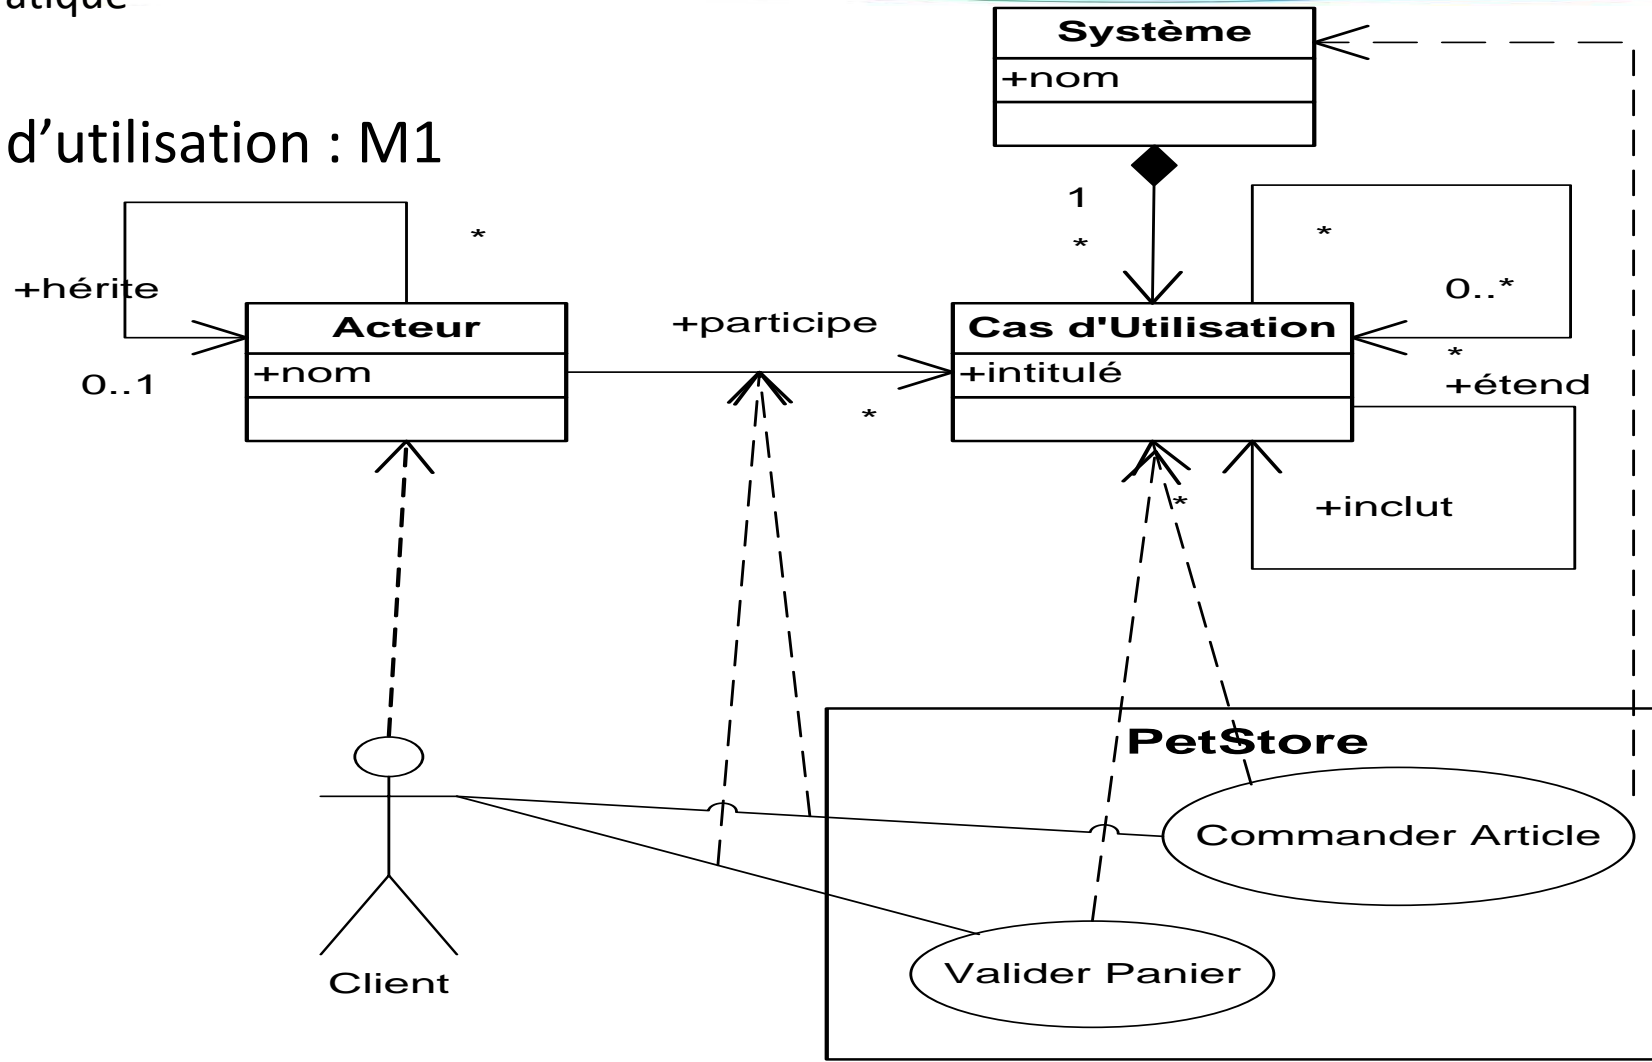 atique
Système
+nom
d’utilisation : M1
1
*
*
*
+hérite
0..*
Acteur
+participe
Cas d'Utilisation
*
+nom
+intitulé
0..1
+étend
*
*
+inclut
PetStore
Commander Article
Valider Panier
Client